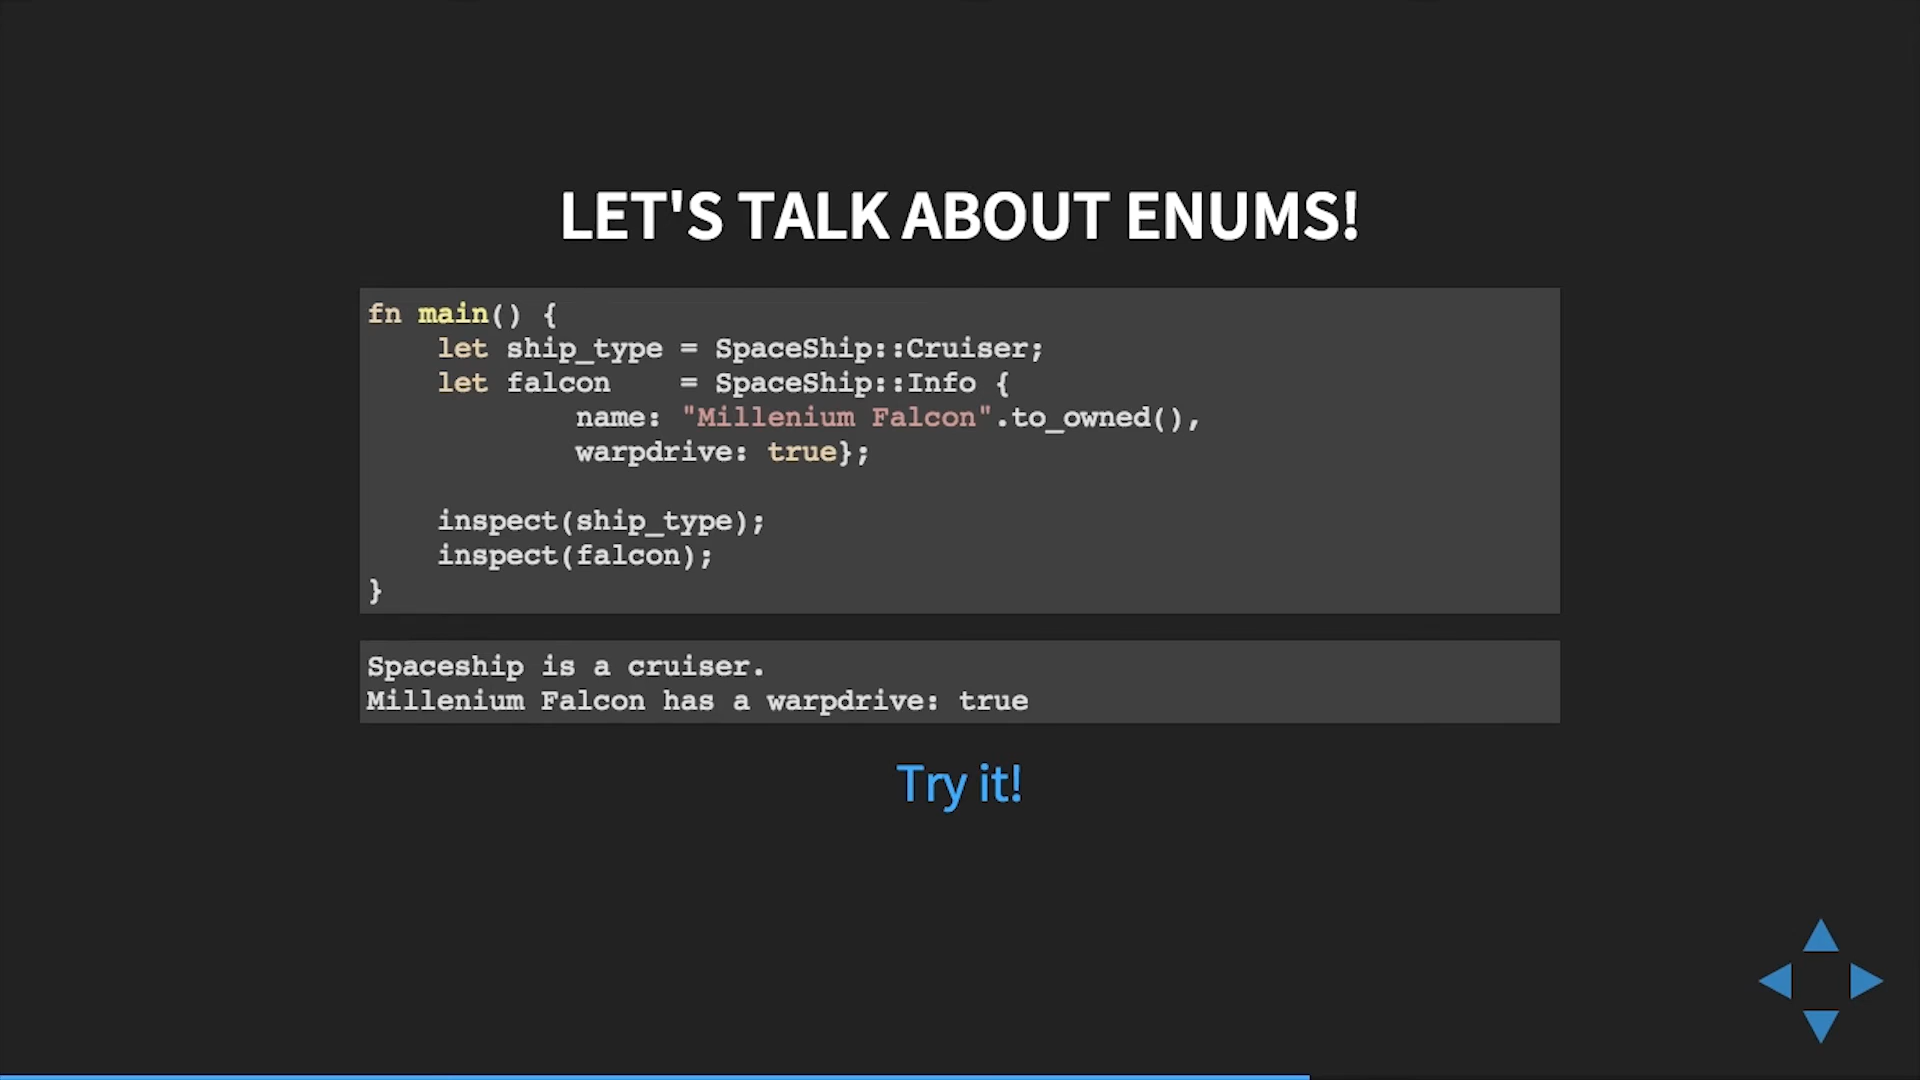 LET'S TALK ABOUT ENUMS!
fn main() {
    let ship_type = SpaceShip::Cruiser;
    let falcon    = SpaceShip::Info {
            name: "Millenium Falcon".to_owned(),
            warpdrive: true};

    inspect(ship_type);
    inspect(falcon);
}
Spaceship is a cruiser.
Millenium Falcon has a warpdrive: true
Try it!